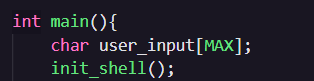 int main(){
    char user_input[MAX];
    init_shell();